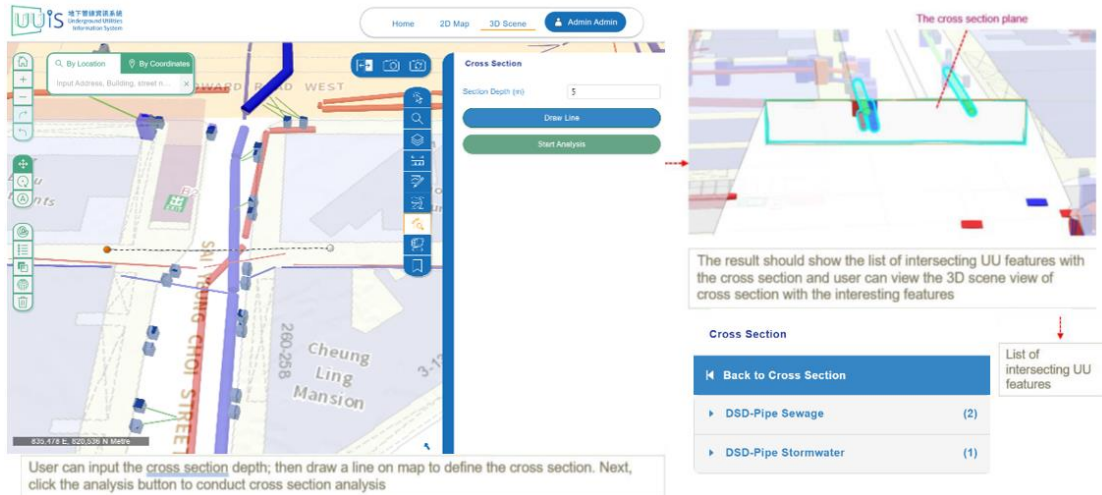 UUiS
地下管線資訊系統
Underground Utilities
Information System
Home
2D Map
3D Scene
Admin Admin
By Location
By Coordinates
Input Address, Building, street n...
ROAD WEST
SAI YEUNG CHOI STREET
260-258
Cheung
Ling
Mansion
835,478 E, 820,536 N Metre
Cross Section
Section Depth (m)
5
Draw Line
Start Analysis
User can input the cross section depth; then draw a line on map to define the cross section. Next,
click the analysis button to conduct cross section analysis
The cross section plane
The result should show the list of intersecting UU features with
the cross section and user can view the 3D scene view of
cross section with the interesting features
Cross Section
Back to Cross Section
DSD-Pipe Sewage (2)
DSD-Pipe Stormwater (1)
List of
intersecting UU
features